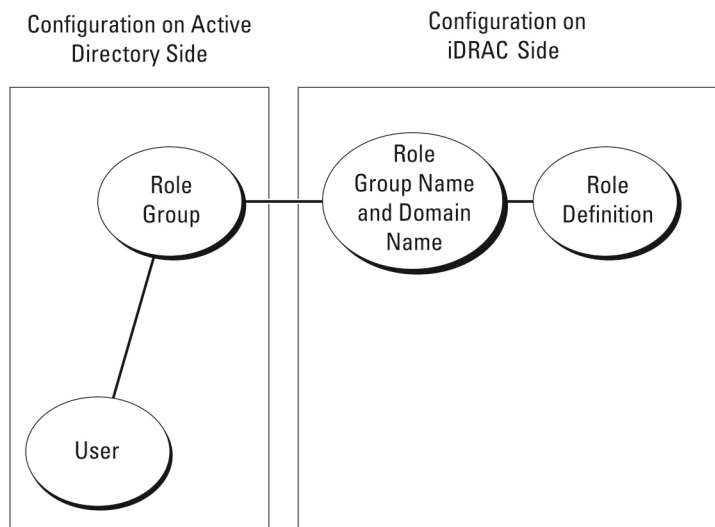 Configuration on Active
Directory Side
Configuration on
iDRAC Side
Role
Group
Role
Group Name
and Domain
Name
Role
Definition
User